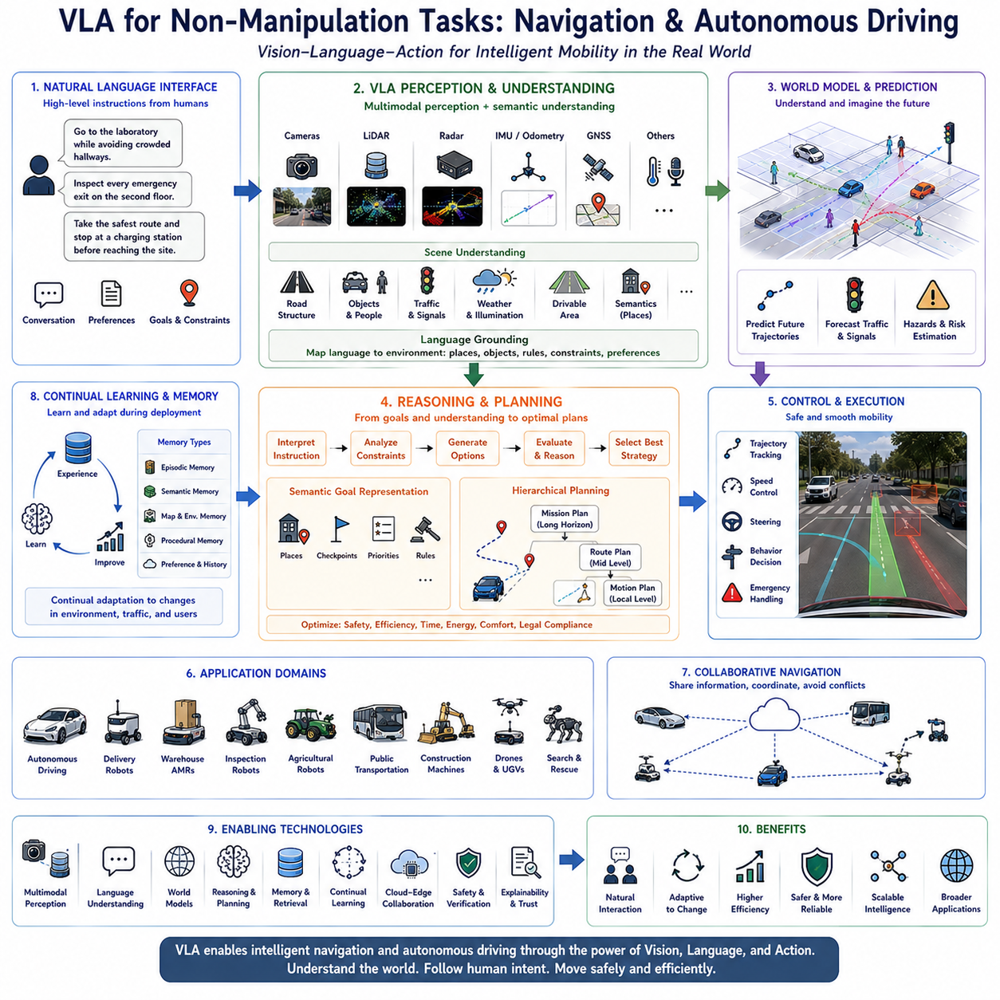 VLA for Non-Manipulation Tasks: Navigation & Autonomous Driving
Vision–Language–Action for Intelligent Mobility in the Real World
1. NATURAL LANGUAGE INTERFACE
High-level instructions from humans
Go to the laboratory
while avoiding crowded
hallways.
Inspect every emergency
exit on the second floor.
Take the safest route and
stop at a charging station
before reaching the site.
Conversation
Preferences
Goals & Constraints
2. VLA PERCEPTION & UNDERSTANDING
Multimodal perception + semantic understanding
Cameras
LiDAR
Radar
IMU / Odometry
GNSS
Others
...
Scene Understanding
Road
Structure
Objects
& People
Traffic
& Signals
Weather
& Illumination
Drivable
Area
Semantics
(Places)
...
Language Grounding
Map language to environment: places, objects, rules, constraints, preferences
3. WORLD MODEL & PREDICTION
Understand and imagine the future
Predict Future
Trajectories
Forecast Traffic
& Signals
Hazards & Risk
Estimation
8. CONTINUAL LEARNING & MEMORY
Learn and adapt during deployment
Experience
Learn
Improve
Memory Types
Episodic Memory
Semantic Memory
Map & Env. Memory
Procedural Memory
Preference & History
Continual adaptation to changes
in environment, traffic, and users
4. REASONING & PLANNING
From goals and understanding to optimal plans
Interpret
Instruction
Analyze
Constraints
Generate
Options
Evaluate
& Reason
Select Best
Strategy
Semantic Goal Representation
Places
Checkpoints
Priorities
Rules
...
Hierarchical Planning
Mission Plan
(Long Horizon)
Route Plan
(Mid Level)
Motion Plan
(Local Level)
Optimize: Safety, Efficiency, Time, Energy, Comfort, Legal Compliance
5. CONTROL & EXECUTION
Safe and smooth mobility
Trajectory
Tracking
Speed
Control
Steering
Behavior
Decision
Emergency
Handling
6. APPLICATION DOMAINS
Autonomous
Driving
Delivery
Robots
Warehouse
AMRs
Inspection
Robots
Agricultural
Robots
Public
Transportation
Construction
Machines
Drones
& UGVs
Search &
Rescue
7. COLLABORATIVE NAVIGATION
Share information, coordinate, avoid conflicts
9. ENABLING TECHNOLOGIES
Multimodal
Perception
Language
Understanding
World
Models
Reasoning &
Planning
Memory &
Retrieval
Continual
Learning
Cloud–Edge
Collaboration
Safety &
Verification
Explainability
& Trust
10. BENEFITS
Natural
Interaction
Adaptive
to Change
Higher
Efficiency
Safer & More
Reliable
Scalable
Intelligence
Broader
Applications
VLA enables intelligent navigation and autonomous driving through the power of Vision, Language, and Action.
Understand the world. Follow human intent. Move safely and efficiently.